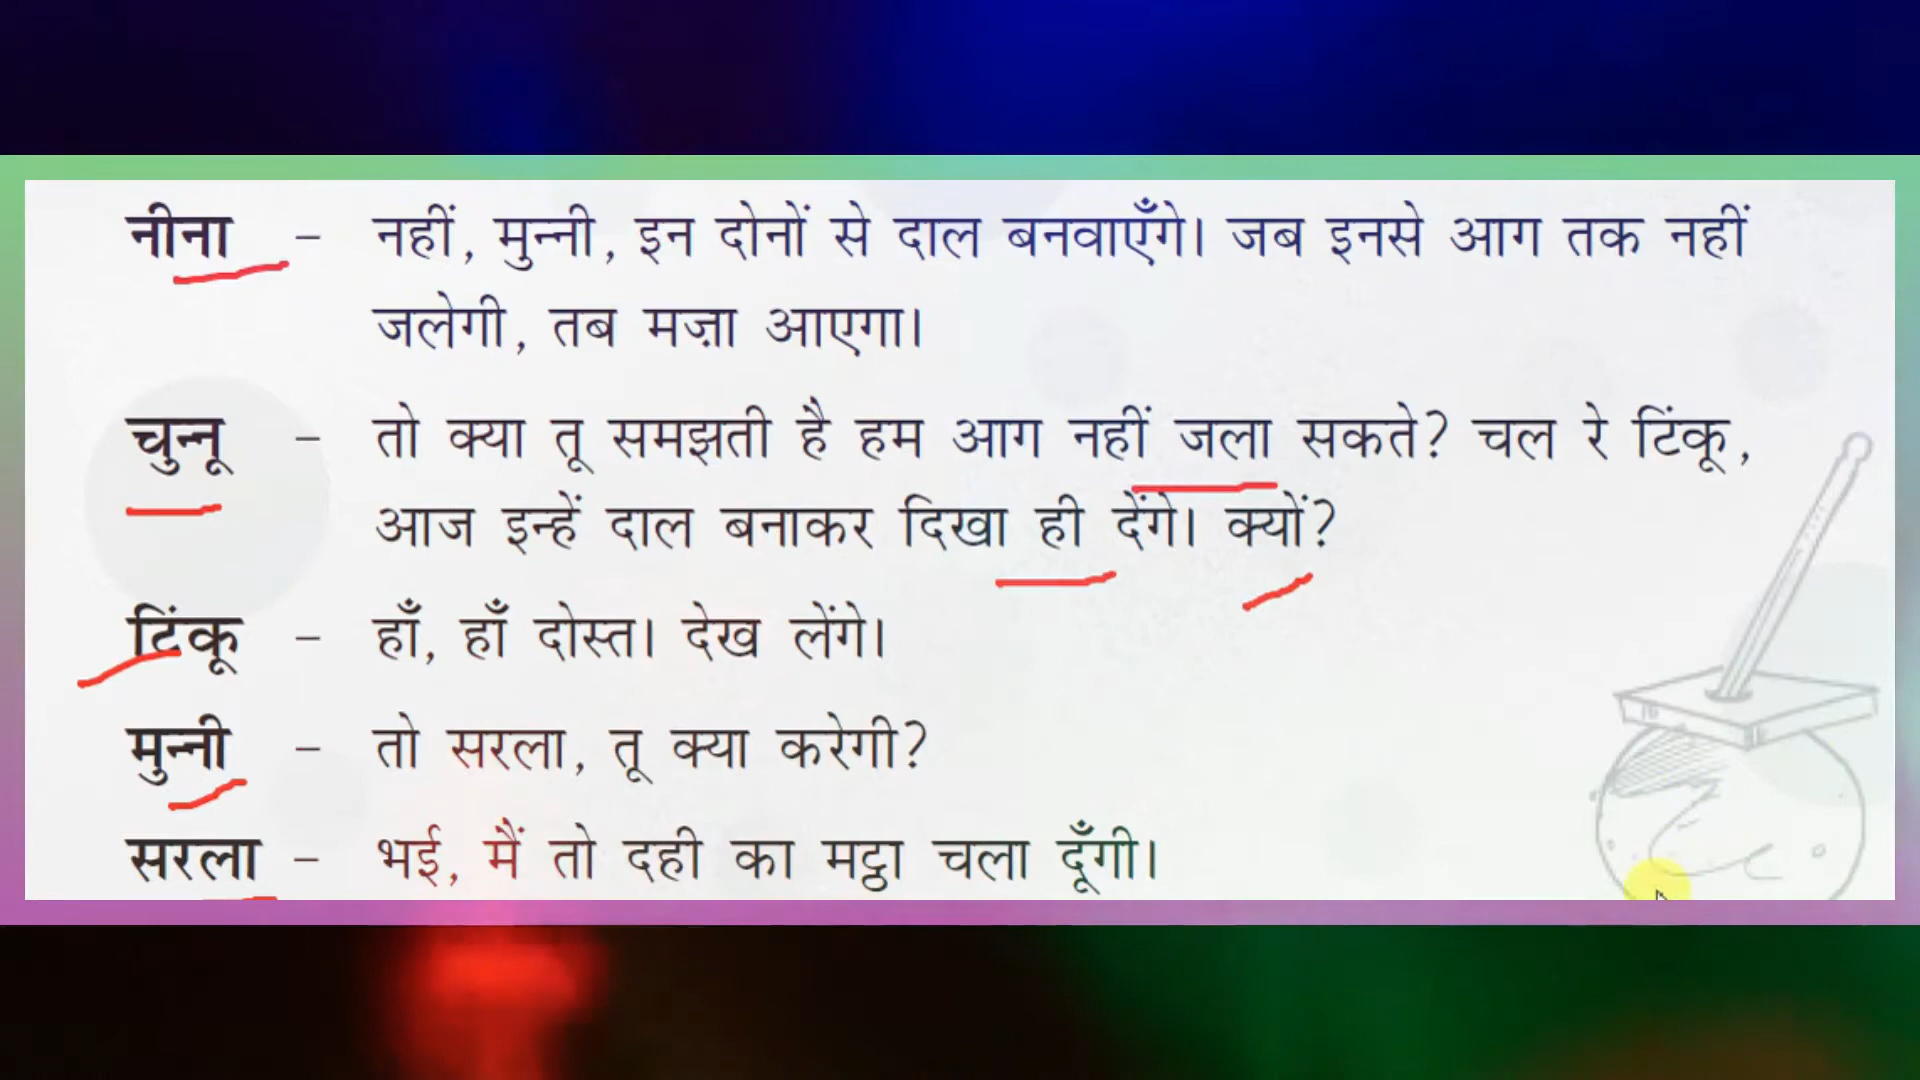 नीना – नहीं, मुन्नी, इन दोनों से दाल बनवाएँगे। जब इनसे आग तक नहीं
जलेगी, तब मज़ा आएगा।
चुन्नू – तो क्या तू समझती है हम आग नहीं जला सकते? चल रे टिंकू,
आज इन्हें दाल बनाकर दिखा ही देंगे। क्यों?
टिंकू – हाँ, हाँ दोस्त। देख लेंगे।
मुन्नी – तो सरला, तू क्या करेगी?
सरला – भई, मैं तो दही का मट्ठा चला दूँगी।